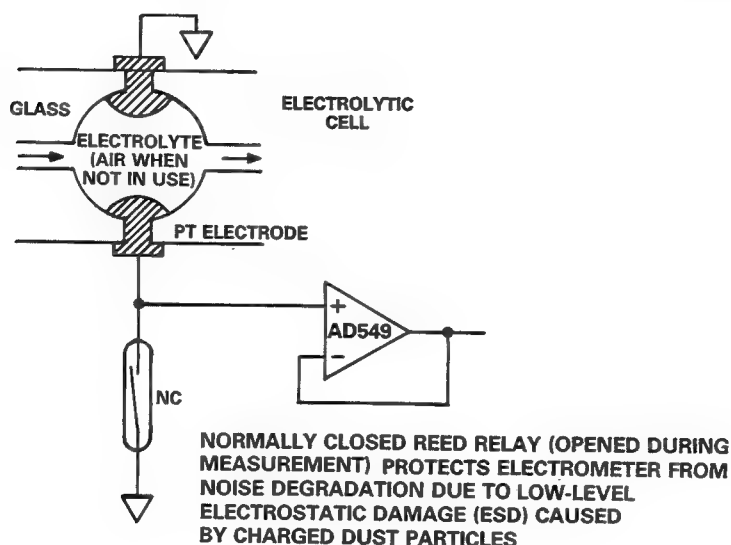 GLASS
ELECTROLYTIC
CELL
ELECTROLYTE
(AIR WHEN
NOT IN USE)
PT ELECTRODE
+
AD549
−
NC
NORMALLY CLOSED REED RELAY (OPENED DURING
MEASUREMENT) PROTECTS ELECTROMETER FROM
NOISE DEGRADATION DUE TO LOW-LEVEL
ELECTROSTATIC DAMAGE (ESD) CAUSED
BY CHARGED DUST PARTICLES